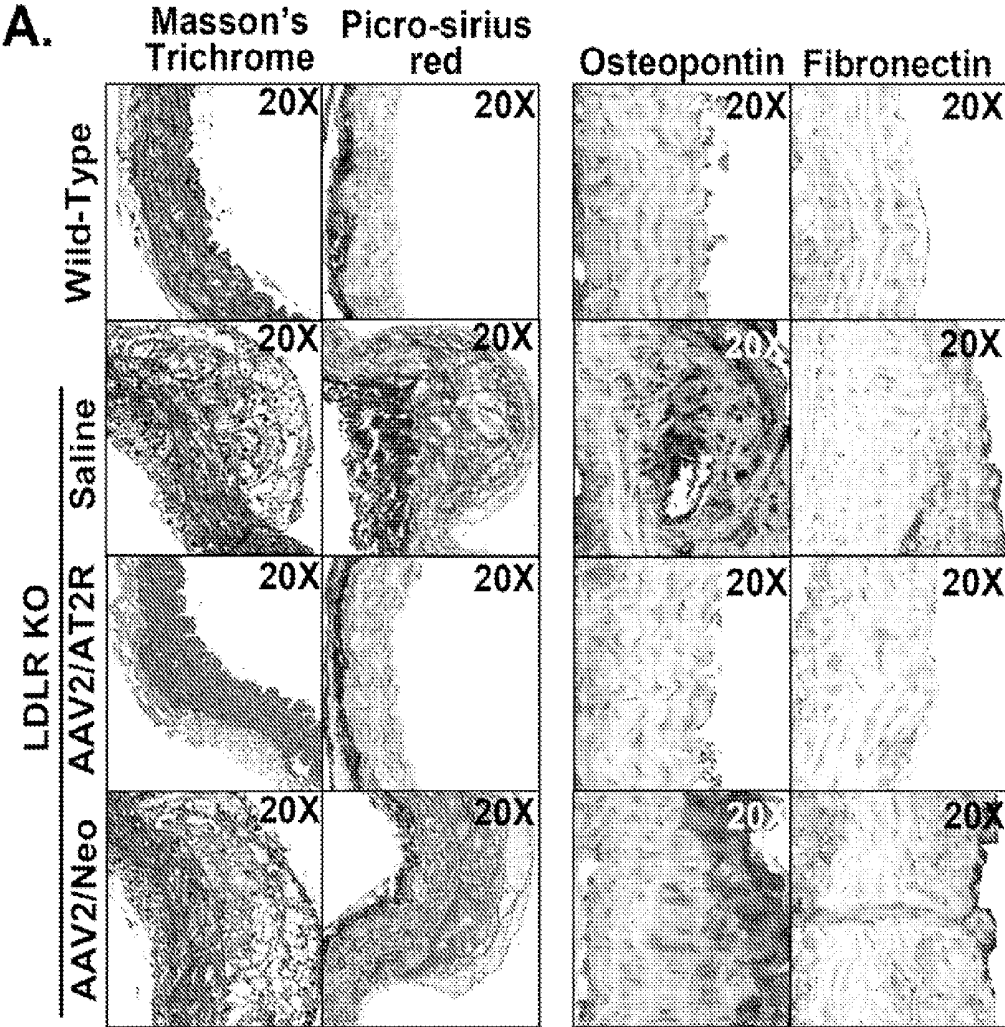 A.
Masson's
Trichrome
Picro-sirius
red
Osteopontin
Fibronectin
Wild-Type
20X
20X
20X
20X
LDLR KO
Saline
20X
20X
20X
20X
AAV2/AT2R
20X
20X
20X
20X
AAV2/Neo
20X
20X
20X
20X